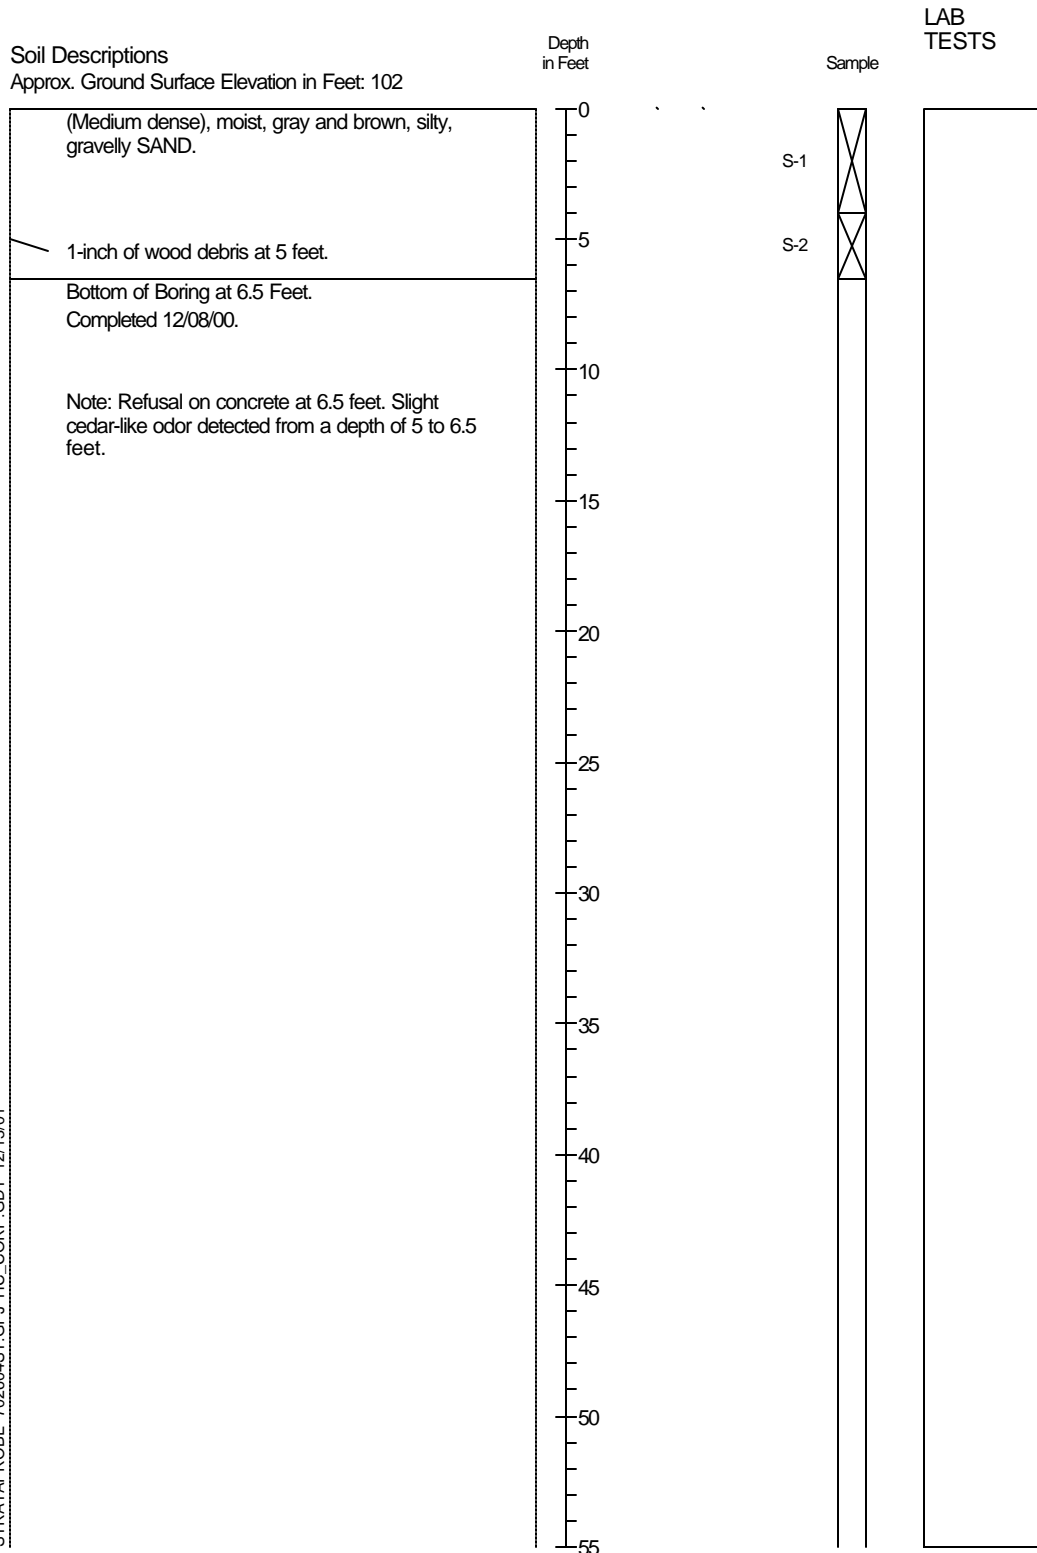 LAB
TESTS
Soil Descriptions
Approx. Ground Surface Elevation in Feet: 102
Depth
in Feet
Sample
(Medium dense), moist, gray and brown, silty,
gravelly SAND.
1-inch of wood debris at 5 feet.
Bottom of Boring at 6.5 Feet.
Completed 12/08/00.
Note: Refusal on concrete at 6.5 feet. Slight
cedar-like odor detected from a depth of 5 to 6.5
feet.
0
5
10
15
20
25
30
35
40
45
50
55
S-1
S-2